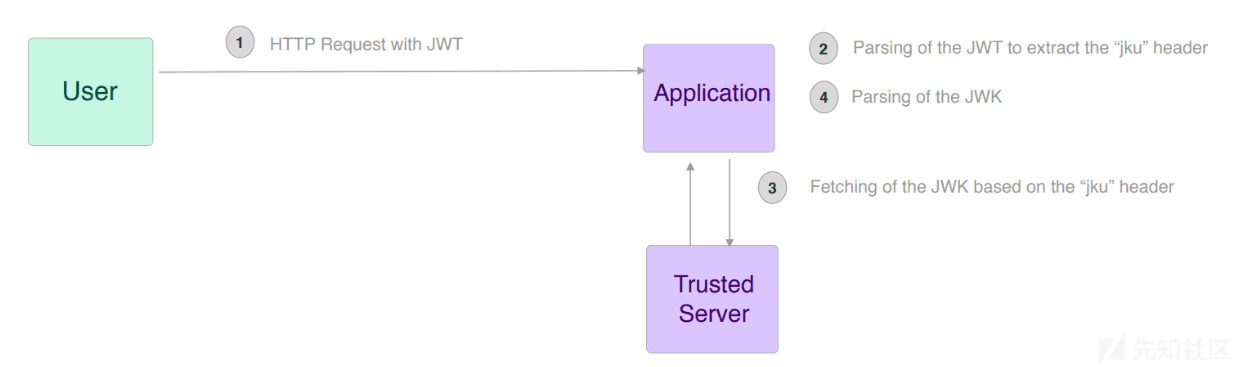 1 HTTP Request with JWT
User
Application
2 Parsing of the JWT to extract the “jku” header
4 Parsing of the JWK
3 Fetching of the JWK based on the “jku” header
Trusted
Server
先知社区